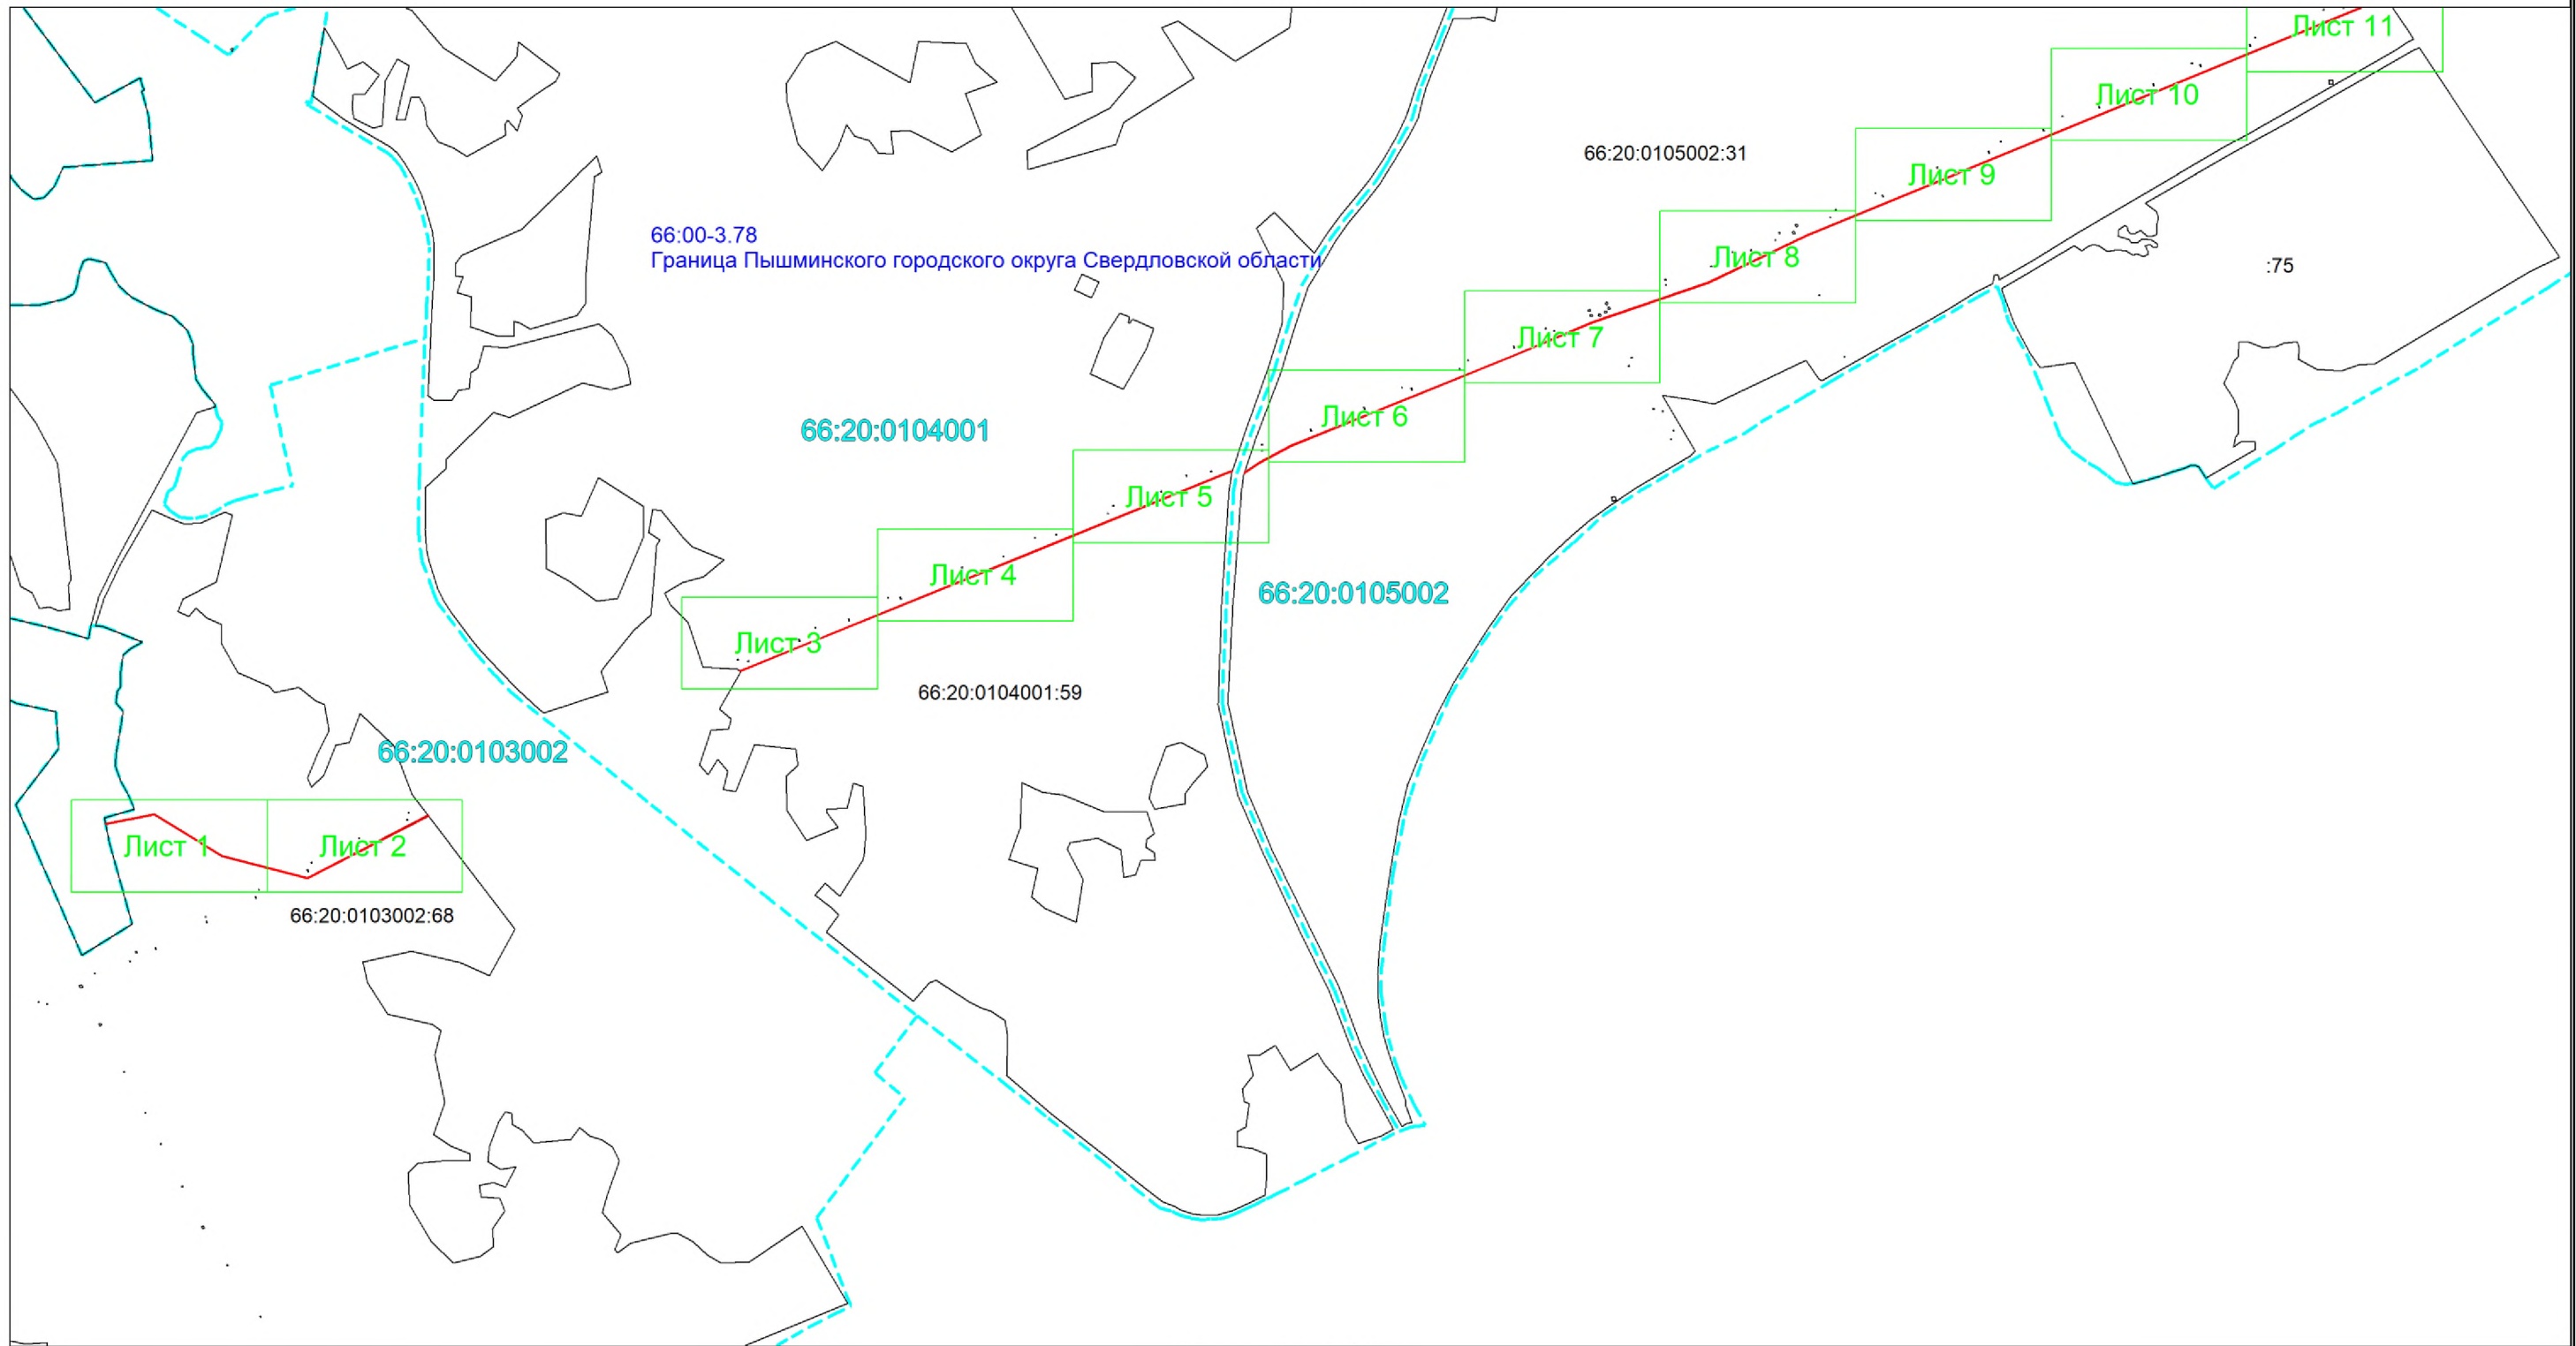 Лист 11
Лист 10
66:20:0105002:31
Лист 9
66:00-3.78
Граница Пышминского городского округа Свердловской области
Лист 8
:75
Лист 7
Лист 6
66:20:0104001
Лист 5
Лист 4
66:20:0105002
Лист 3
66:20:0104001:59
66:20:0103002
Лист 1
Лист 2
66:20:0103002:68